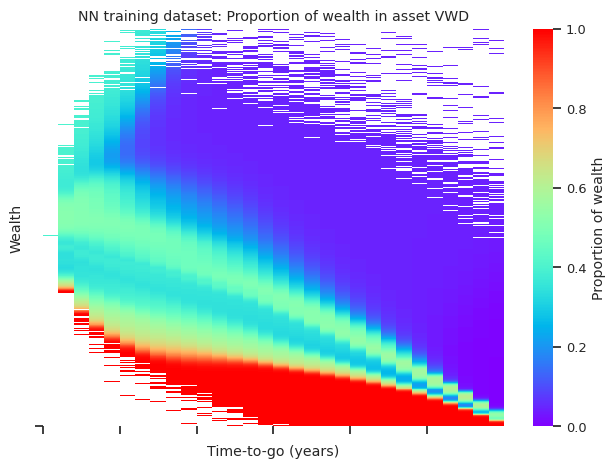 NN training dataset: Proportion of wealth in asset VWD
Wealth
Time-to-go (years)
1.0
0.8
0.6
0.4
0.2
0.0
Proportion of wealth